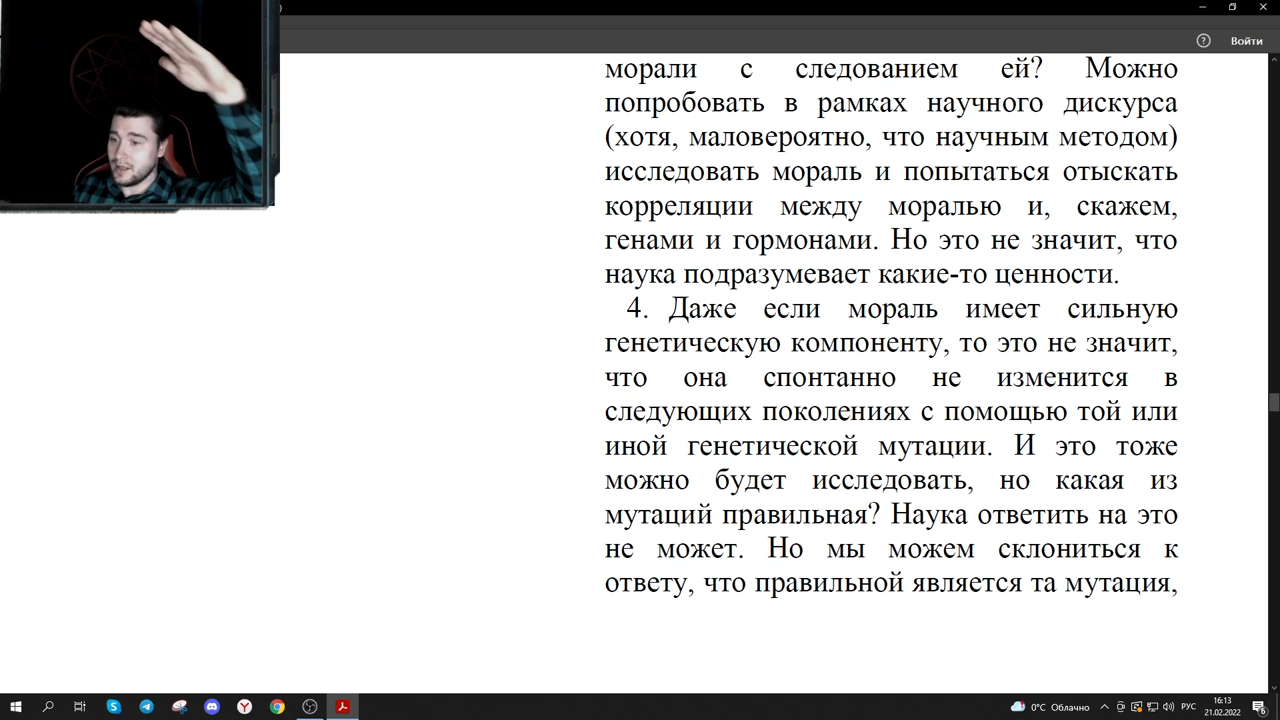 Войти
морали с следованием ей? Можно
попробовать в рамках научного дискурса
(хотя, маловероятно, что научным методом)
исследовать мораль и попытаться отыскать
корреляции между моралью и, скажем,
генами и гормонами. Но это не значит, что
наука подразумевает какие-то ценности.
4. Даже если мораль имеет сильную
генетическую компоненту, то это не значит,
что она спонтанно не изменится в
следующих поколениях с помощью той или
иной генетической мутации. И это тоже
можно будет исследовать, но какая из
мутаций правильная? Наука ответить на это
не может. Но мы можем склониться к
ответу, что правильной является та мутация,
0°C Облачно РУС 16:13
21.02.2022 6